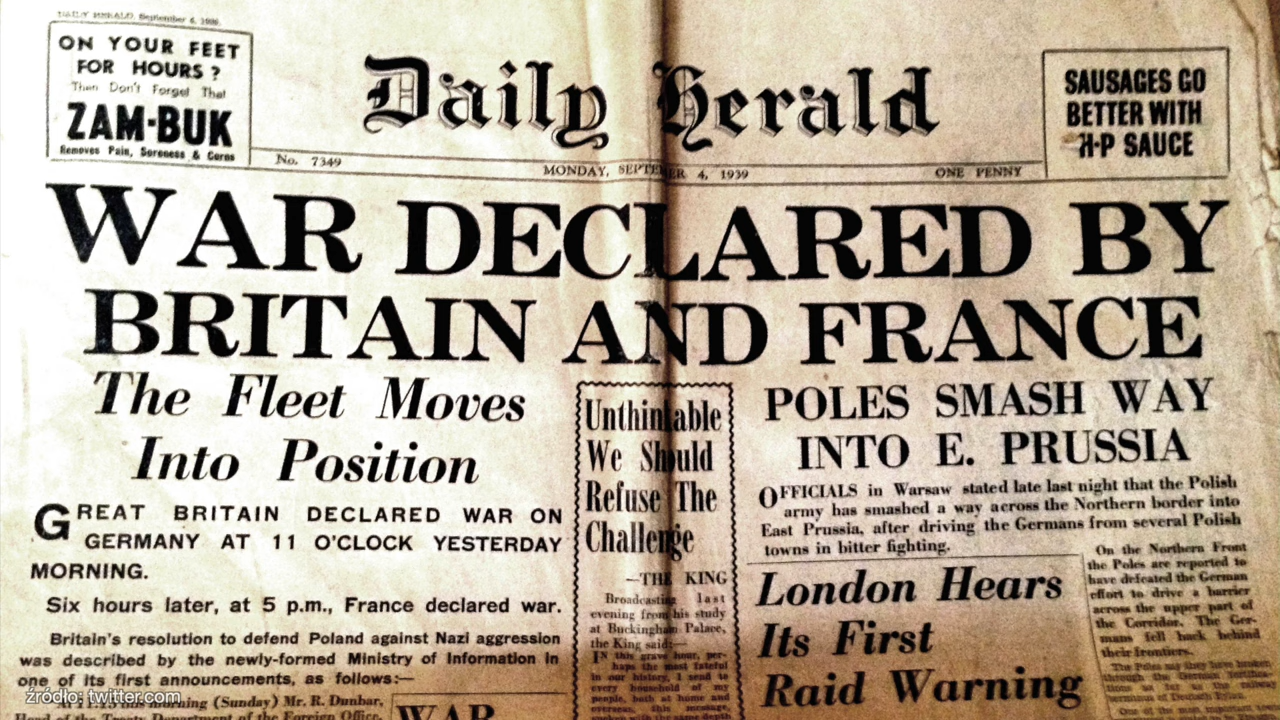 DAILY HERALD, September 4, 1939.
ON YOUR FEET
FOR HOURS ?
Then Don't Forget That
ZAM-BUK
Removes Pain, Soreness & Corns
Daily Herald
SAUSAGES GO
BETTER WITH
H·P SAUCE
No. 7349
MONDAY, SEPTEMBER 4, 1939
ONE PENNY
WAR DECLARED BY
BRITAIN AND FRANCE
The Fleet Moves
Into Position
GREAT BRITAIN DECLARED WAR ON
GERMANY AT 11 O'CLOCK YESTERDAY
MORNING.
Six hours later, at 5 p.m., France declared war.
Britain's resolution to defend Poland against Nazi aggression
was described by the newly-formed Ministry of Information in
one of its first announcements, as follows:—
At 11.15 this morning (Sunday) Mr. R. Dunbar,
Head of the Treaty Department of the Foreign Office,
WAR
Unthinkable
We Should
Refuse The
Challenge
—THE KING
Broadcasting last
evening from his study
at Buckingham Palace,
the King said:—
IN this grave hour, per-
haps the most fateful
in our history, I send to
every household of my
people, both at home and
overseas, this message,
spoken with the same depth
POLES SMASH WAY
INTO E. PRUSSIA
OFFICIALS in Warsaw stated late last night that the Polish
army has smashed a way across the Northern border into
East Prussia, after driving the Germans from several Polish
towns in bitter fighting.
London Hears
Its First
Raid Warning
On the Northern Front
the Poles are reported to
have defeated the German
effort to drive a barrier
across the upper part of
the Corridor. The Ger-
mans fell back behind
their frontiers.
The Poles say they have broken
through the German fortifica-
tions as far as the railway
źródło: twitter.com